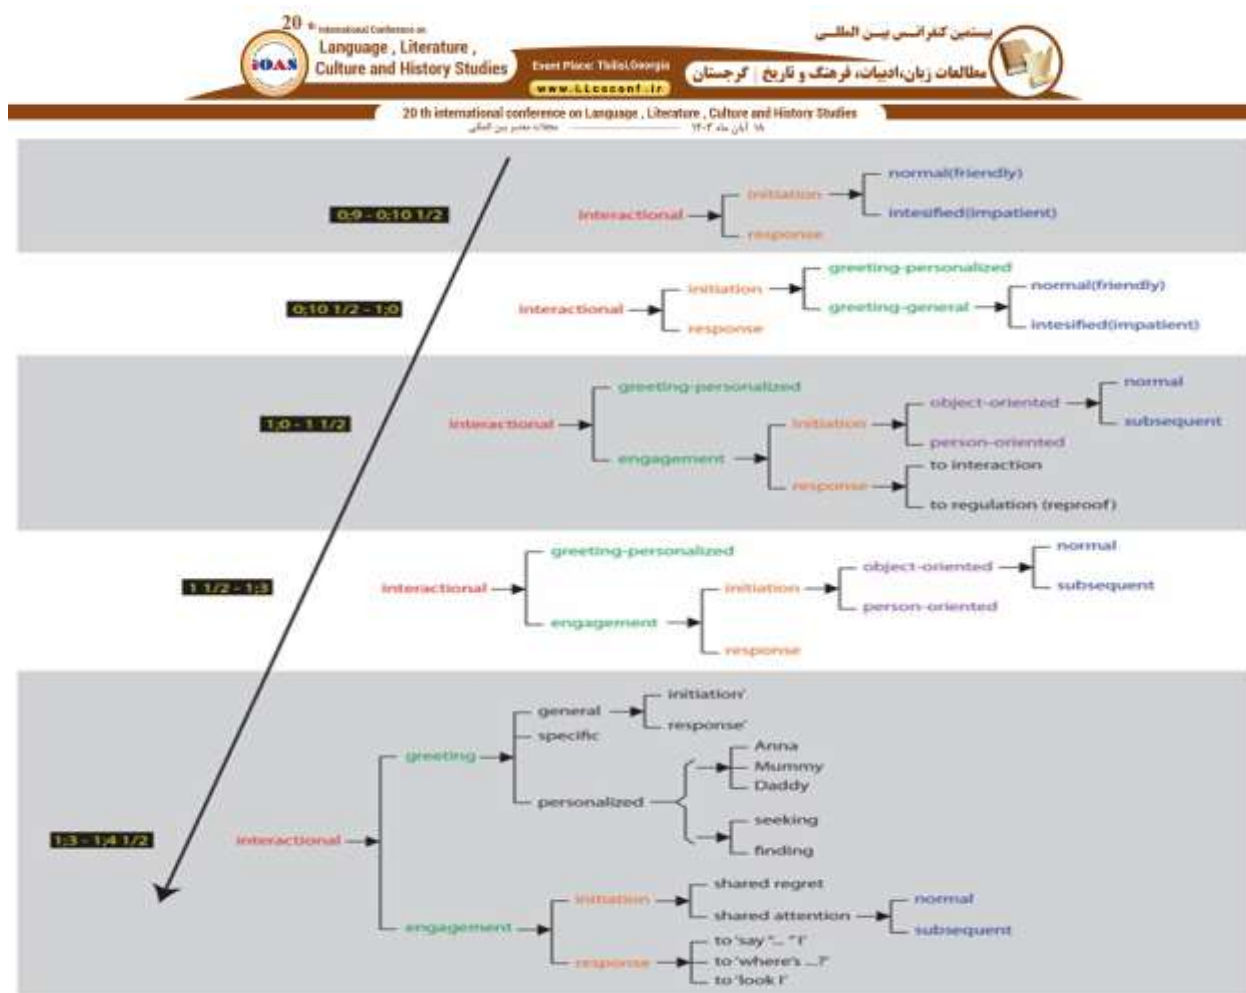 20 th International Conference on
Language , Literature ,
Culture and History Studies
iOAS
Event Place: Tbilisi,Georgia
www.LLcsconf.ir
بیستمین کنفرانس بین المللی
مطالعات زبان،ادبیات، فرهنگ و تاریخ | گرجستان
20 th international conference on Language , Literature , Culture and History Studies
۱۸ آبان ماه ۱۴۰۳
0;9 - 0;10 1/2
interactional
initiation
response
normal(friendly)
intesified(impatient)
0;10 1/2 - 1;0
interactional
initiation
response
greeting-personalized
greeting-general
normal(friendly)
intesified(impatient)
1;0 - 1 1/2
interactional
greeting-personalized
engagement
initiation
response
object-oriented
person-oriented
to interaction
to regulation (reproof)
normal
subsequent
1 1/2 - 1;3
interactional
greeting-personalized
engagement
initiation
response
object-oriented
person-oriented
normal
subsequent
1;3 - 1;4 1/2
interactional
greeting
general
initiation'
response'
specific
personalized
Anna
Mummy
Daddy
seeking
finding
engagement
initiation
shared regret
shared attention
normal
subsequent
response
to 'say "... "!'
to 'where's ...?'
to 'look !'